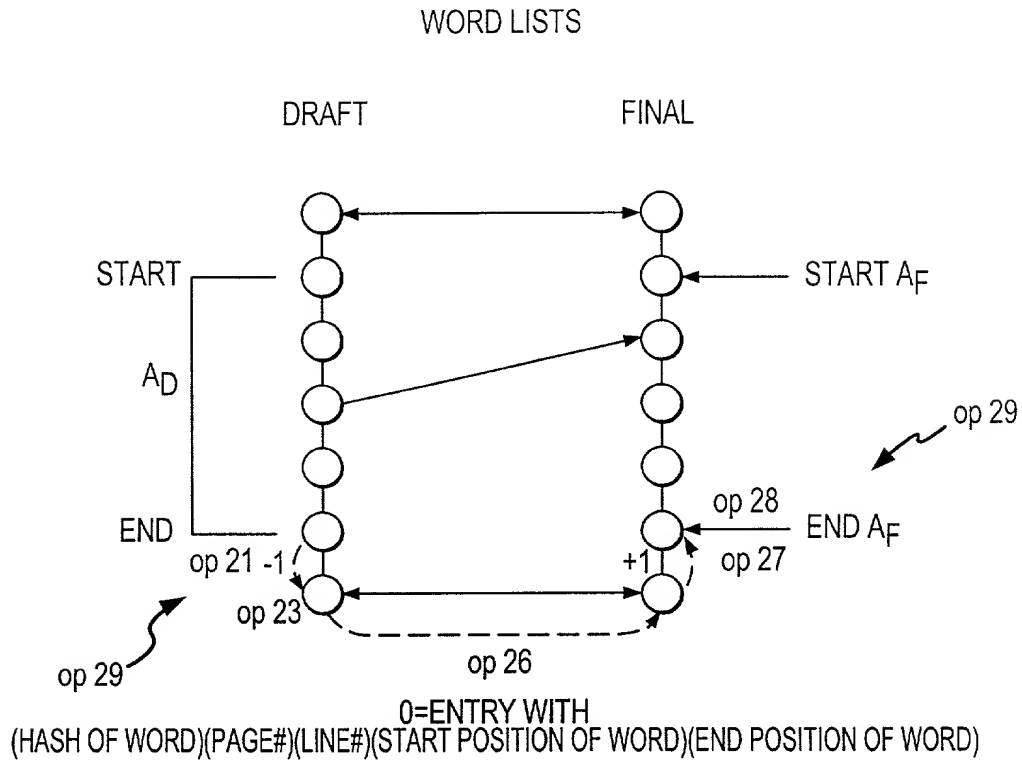 WORD LISTS
DRAFT FINAL
START START AF
AD
op 29
op 28
END END AF
op 21 -1 +1 op 27
op 23
op 26
op 29
0=ENTRY WITH
(HASH OF WORD)(PAGE#)(LINE#)(START POSITION OF WORD)(END POSITION OF WORD)